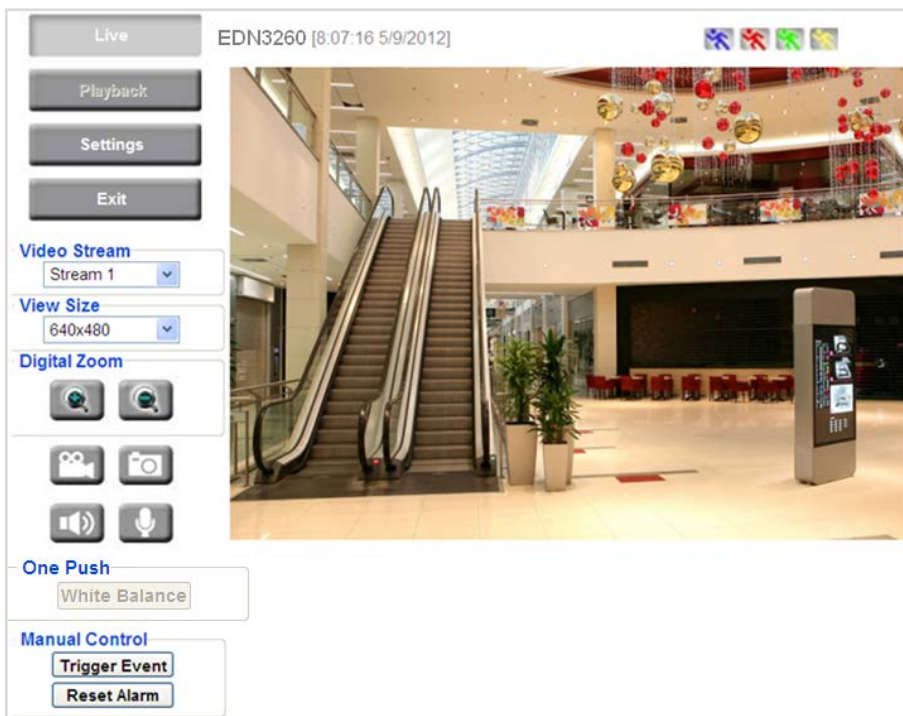 Live
EDN3260 [8:07:16 5/9/2012]
Playback
Settings
Exit
Video Stream
Stream 1
View Size
640x480
Digital Zoom
One Push
White Balance
Manual Control
Trigger Event
Reset Alarm